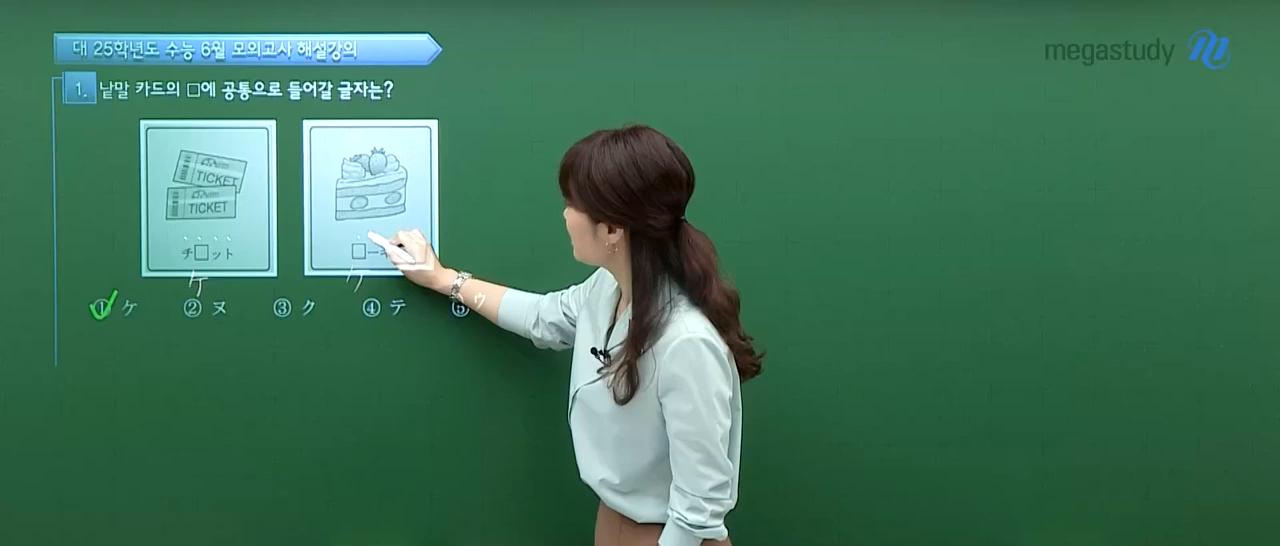 대 25학년도 수능 6월 모의고사 해설강의
megastudy
1. 낱말 카드의 □에 공통으로 들어갈 글자는?
TICKET
TICKET
チ□ット
□ー
ケ
ケ
① ケ ② ヌ ③ ク ④ テ ⑤ ウ